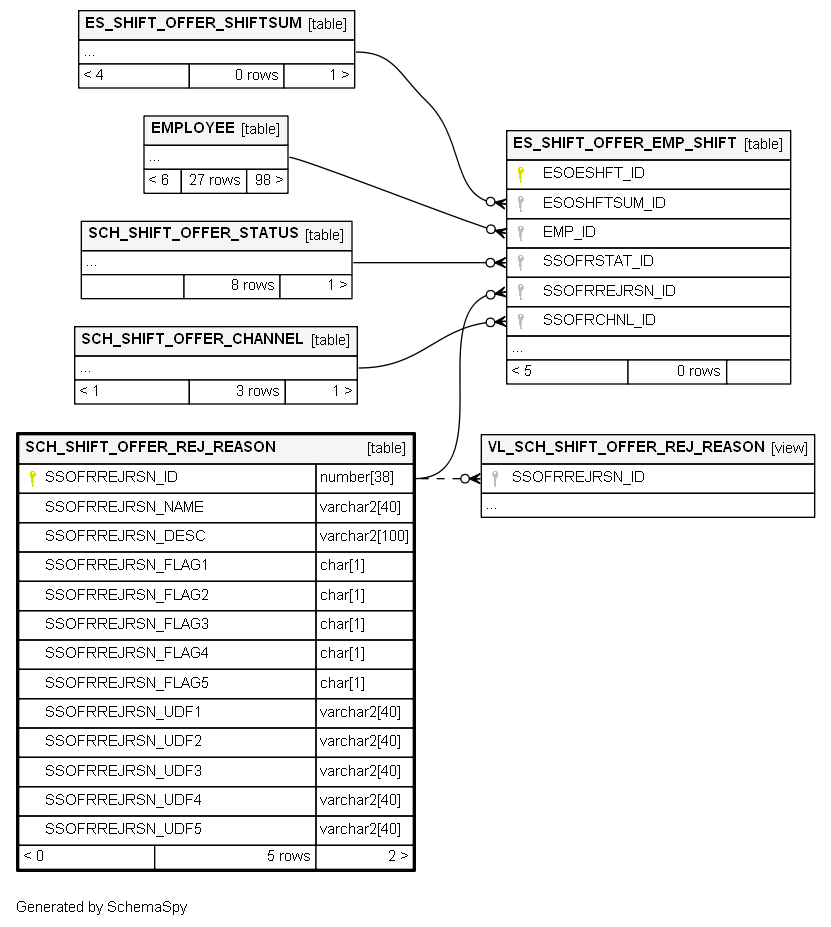 ES_SHIFT_OFFER_SHIFTSUM [table]
...
< 4 0 rows 1 >
EMPLOYEE [table]
...
< 6 27 rows 98 >
SCH_SHIFT_OFFER_STATUS [table]
...
8 rows 1 >
SCH_SHIFT_OFFER_CHANNEL [table]
...
< 1 3 rows 1 >
ES_SHIFT_OFFER_EMP_SHIFT [table]
ESOESHFT_ID
ESOSHFTSUM_ID
EMP_ID
SSOFRSTAT_ID
SSOFRREJRSN_ID
SSOFRCHNL_ID
...
< 5 0 rows
SCH_SHIFT_OFFER_REJ_REASON [table]
SSOFRREJRSN_ID number[38]
SSOFRREJRSN_NAME varchar2[40]
SSOFRREJRSN_DESC varchar2[100]
SSOFRREJRSN_FLAG1 char[1]
SSOFRREJRSN_FLAG2 char[1]
SSOFRREJRSN_FLAG3 char[1]
SSOFRREJRSN_FLAG4 char[1]
SSOFRREJRSN_FLAG5 char[1]
SSOFRREJRSN_UDF1 varchar2[40]
SSOFRREJRSN_UDF2 varchar2[40]
SSOFRREJRSN_UDF3 varchar2[40]
SSOFRREJRSN_UDF4 varchar2[40]
SSOFRREJRSN_UDF5 varchar2[40]
< 0 5 rows 2 >
VL_SCH_SHIFT_OFFER_REJ_REASON [view]
SSOFRREJRSN_ID
...
Generated by SchemaSpy